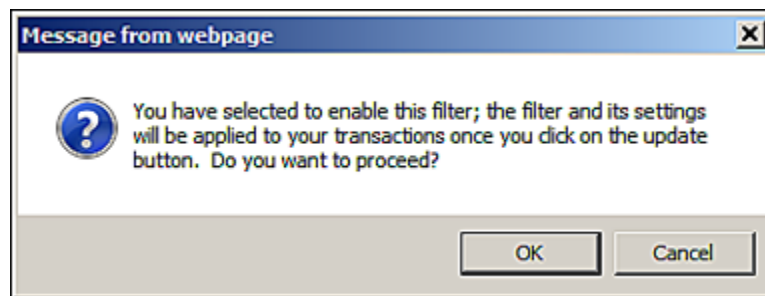 Message from webpage
You have selected to enable this filter; the filter and its settings
will be applied to your transactions once you click on the update
button.  Do you want to proceed?
OK
Cancel